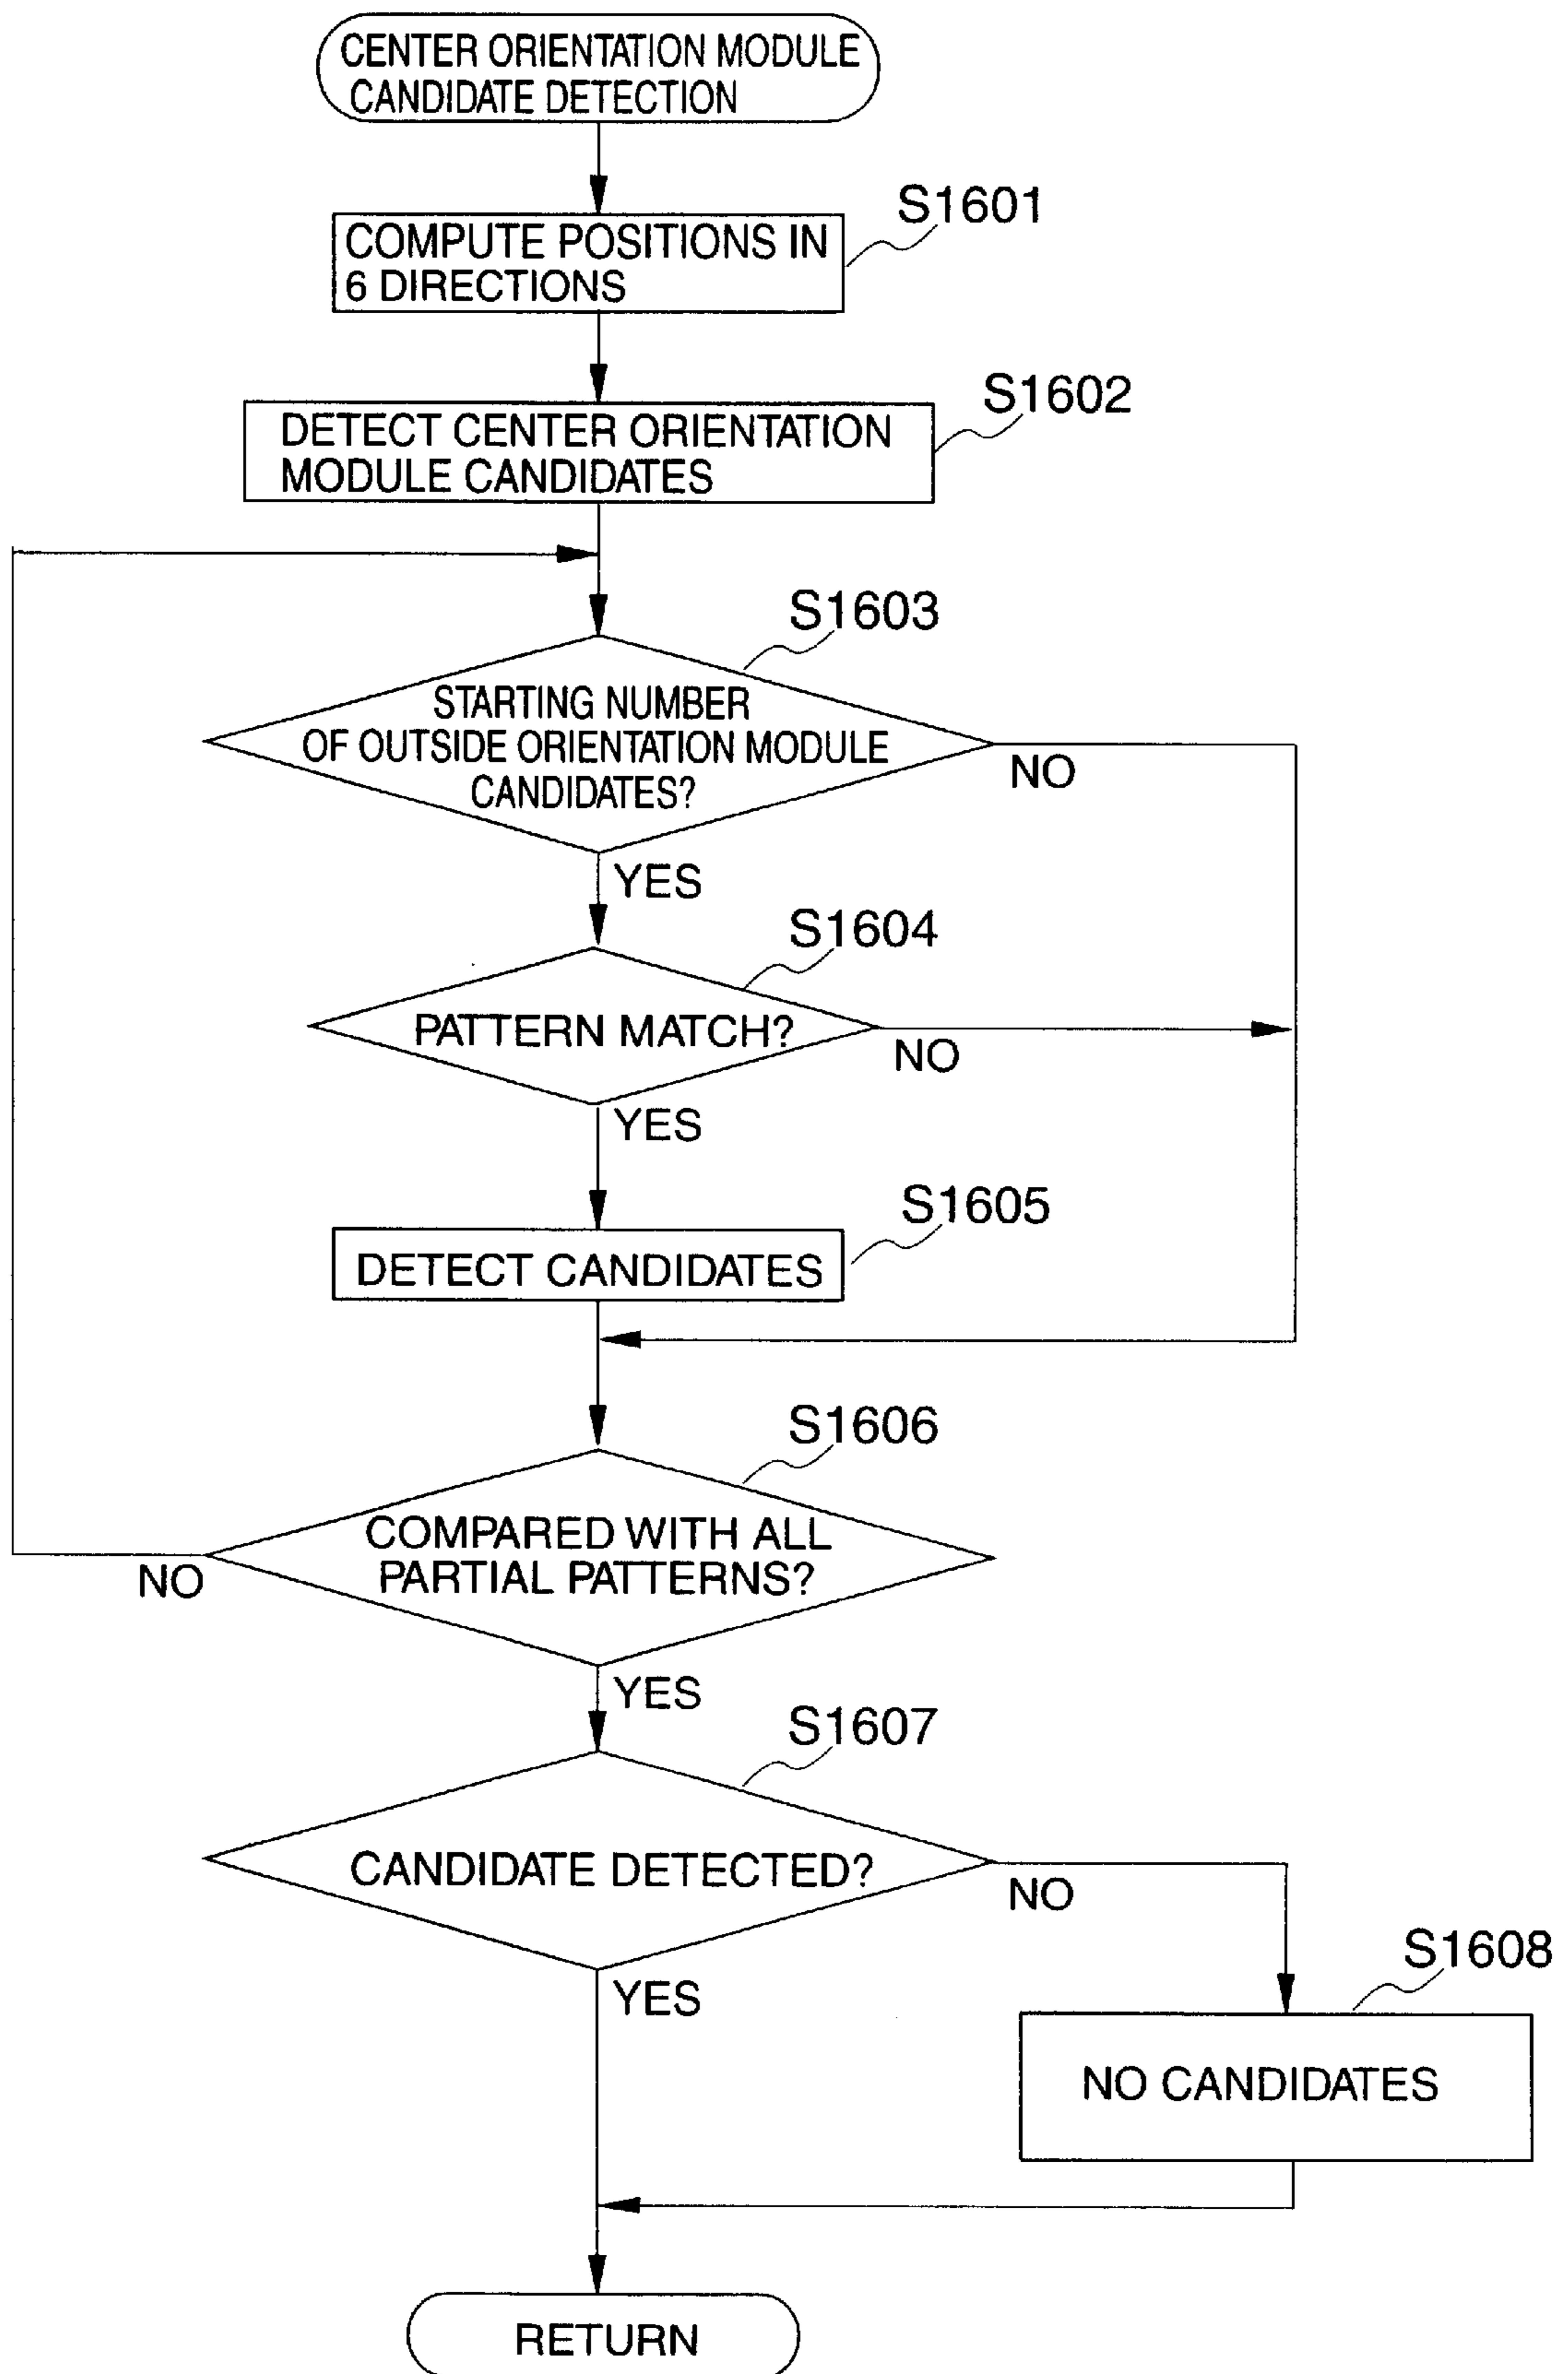 CENTER ORIENTATION MODULE
CANDIDATE DETECTION
S1601
COMPUTE POSITIONS IN
6 DIRECTIONS
S1602
DETECT CENTER ORIENTATION
MODULE CANDIDATES
S1603
STARTING NUMBER
OF OUTSIDE ORIENTATION MODULE
CANDIDATES?
NO
YES
S1604
PATTERN MATCH?
NO
YES
S1605
DETECT CANDIDATES
S1606
COMPARED WITH ALL
PARTIAL PATTERNS?
NO
YES
S1607
CANDIDATE DETECTED?
NO
YES
S1608
NO CANDIDATES
RETURN